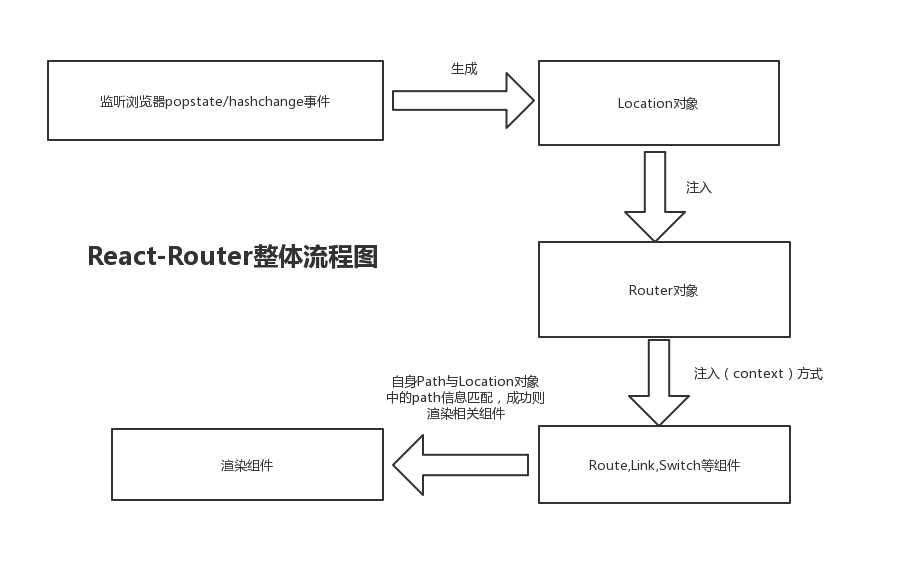 生成
监听浏览器popstate/hashchange事件
Location对象
注入
React-Router整体流程图
Router对象
注入（context）方式
自身Path与Location对象
中的path信息匹配，成功则
渲染相关组件
Route,Link,Switch等组件
渲染组件